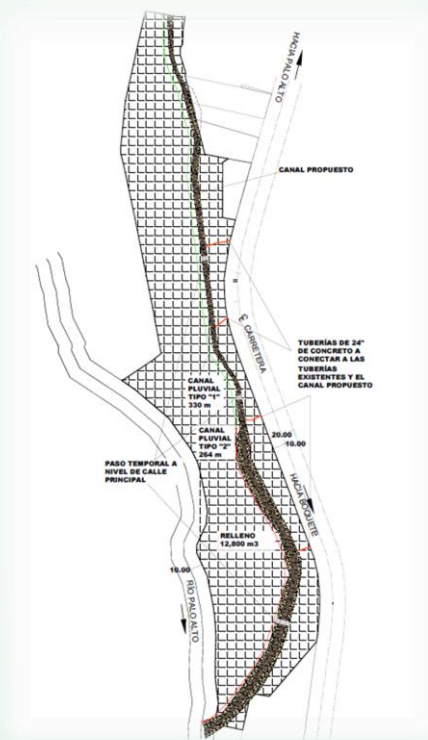 HACIA PALO ALTO
CANAL PROPUESTO
CARRETERA
TUBERÍAS DE 24"
DE CONCRETO A
CONECTAR A LAS
TUBERÍAS
EXISTENTES Y EL
CANAL PROPUESTO
CANAL
PLUVIAL
TIPO "1"
330 m
CANAL
PLUVIAL
TIPO "2"
264 m
20.00
10.00
PASO TEMPORAL A
NIVEL DE CALLE
PRINCIPAL
HACIA BOQUETE
RELLENO
12,800 m3
10.00
RÍO PALO ALTO